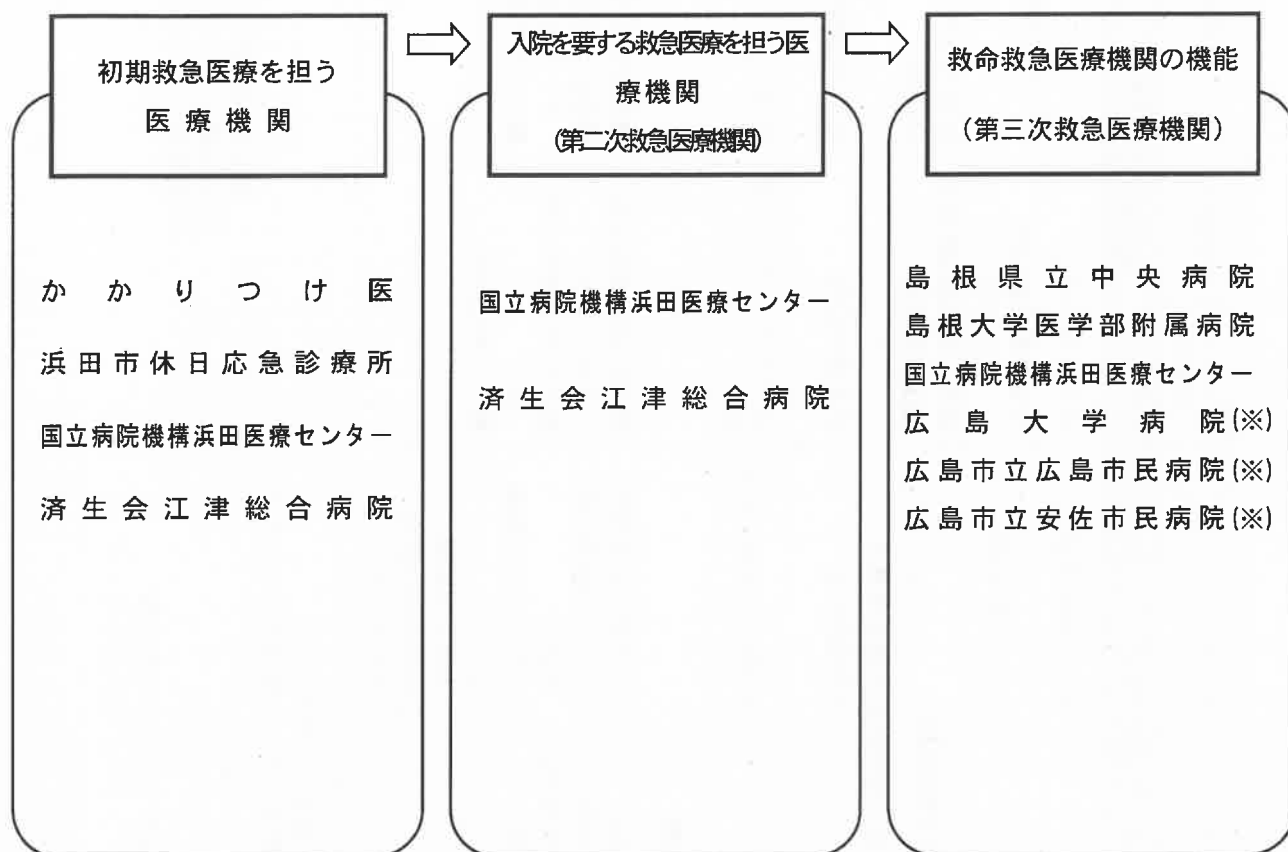 初期救急医療を担う
医療機関
かかりつけ医
浜田市休日応急診療所
国立病院機構浜田医療センター
済生会江津総合病院
入院を要する救急医療を担う医
療機関
(第二次救急医療機関)
国立病院機構浜田医療センター
済生会江津総合病院
救命救急医療機関の機能
（第三次救急医療機関）
島根県立中央病院
島根大学医学部附属病院
国立病院機構浜田医療センター
広島大学病院(※)
広島市立広島市民病院(※)
広島市立安佐市民病院(※)